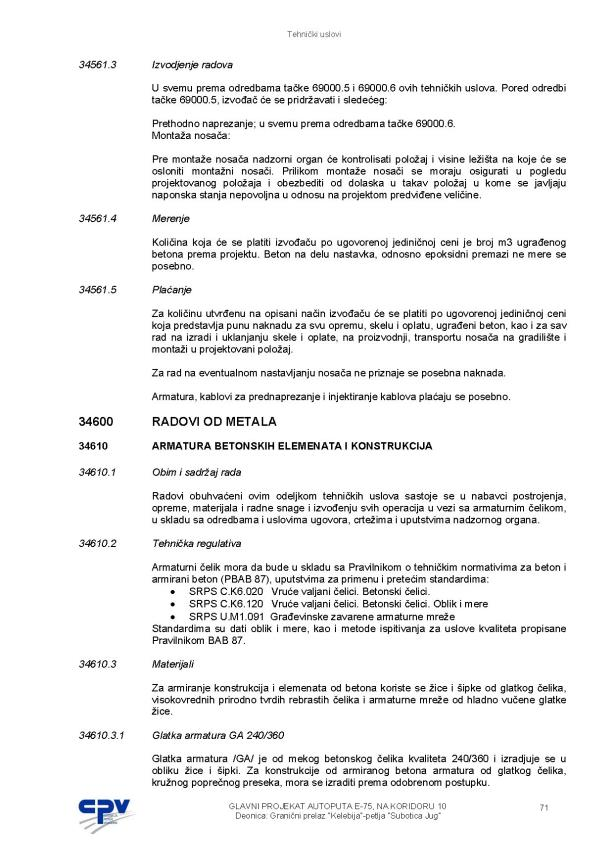 Tehnički uslovi
34561.3 Izvodjenje radova
U svemu prema odredbama tačke 69000.5 i 69000.6 ovih tehničkih uslova. Pored odredbi
tačke 69000.5, izvođač će se pridržavati i sledećeg:
Prethodno naprezanje; u svemu prema odredbama tačke 69000.6.
Montaža nosača:
Pre montaže nosača nadzorni organ će kontrolisati položaj i visine ležišta na koje će se
osloniti montažni nosači. Prilikom montaže nosači se moraju osigurati u pogledu
projektovanog položaja i obezbediti od dolaska u takav položaj u kome se javljaju
naponska stanja nepovoljna u odnosu na projektom predviđene veličine.
34561.4 Merenje
Količina koja će se platiti izvođaču po ugovorenoj jediničnoj ceni je broj m3 ugrađenog
betona prema projektu. Beton na delu nastavka, odnosno epoksidni premazi ne mere se
posebno.
34561.5 Plaćanje
Za količinu utvrđenu na opisani način izvođaču će se platiti po ugovorenoj jediničnoj ceni
koja predstavlja punu naknadu za svu opremu, skelu i oplatu, ugrađeni beton, kao i za sav
rad na izradi i uklanjanju skele i oplate, na proizvodnji, transportu nosača na gradilište i
montaži u projektovani položaj.
Za rad na eventualnom nastavljanju nosača ne priznaje se posebna naknada.
Armatura, kablovi za prednaprezanje i injektiranje kablova plaćaju se posebno.
34600 RADOVI OD METALA
34610 ARMATURA BETONSKIH ELEMENATA I KONSTRUKCIJA
34610.1 Obim i sadržaj rada
Radovi obuhvaćeni ovim odeljkom tehničkih uslova sastoje se u nabavci postrojenja,
opreme, materijala i radne snage i izvođenju svih operacija u vezi sa armaturnim čelikom,
u skladu sa odredbama i uslovima ugovora, crtežima i uputstvima nadzornog organa.
34610.2 Tehnička regulativa
Armaturni čelik mora da bude u skladu sa Pravilnikom o tehničkim normativima za beton i
armirani beton (PBAB 87), uputstvima za primenu i pretećim standardima:
• SRPS C.K6.020 Vruće valjani čelici. Betonski čelici.
• SRPS C.K6.120 Vruće valjani čelici. Betonski čelici. Oblik i mere
• SRPS U.M1.091 Građevinske zavarene armaturne mreže
Standardima su dati oblik i mere, kao i metode ispitivanja za uslove kvaliteta propisane
Pravilnikom BAB 87.
34610.3 Materijali
Za armiranje konstrukcija i elemenata od betona koriste se žice i šipke od glatkog čelika,
visokovrednih prirodno tvrdih rebrastih čelika i armaturne mreže od hladno vučene glatke
žice.
34610.3.1 Glatka armatura GA 240/360
Glatka armatura /GA/ je od mekog betonskog čelika kvaliteta 240/360 i izradjuje se u
obliku žice i šipki. Za konstrukcije od armiranog betona armatura od glatkog čelika,
kružnog poprečnog preseka, mora se izraditi prema odobrenom postupku.
CPV
GLAVNI PROJEKAT AUTOPUTA E-75, NA KORIDORU 10
Deonica: Granični prelaz "Kelebija"-petlja "Subotica Jug"
71